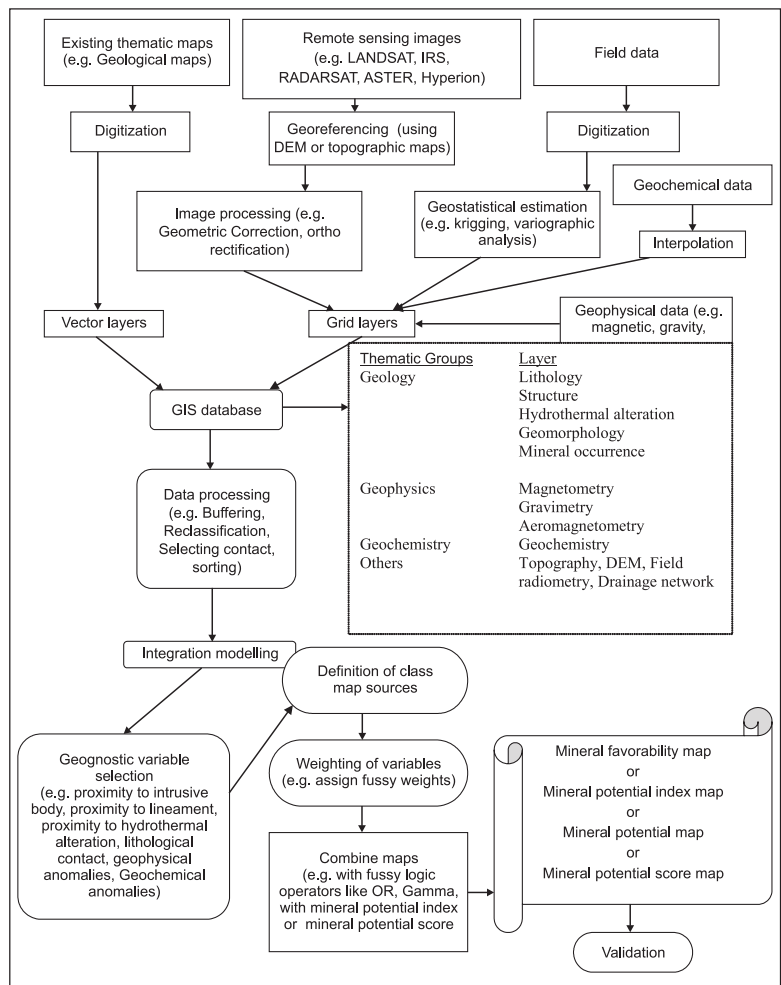 Existing thematic maps
(e.g. Geological maps)
Remote sensing images
(e.g. LANDSAT, IRS,
RADARSAT, ASTER, Hyperion)
Field data
Digitization
Georeferencing (using
DEM or topographic maps)
Digitization
Geochemical data
Image processing (e.g.
Geometric Correction, ortho
rectification)
Geostatistical estimation
(e.g. krigging, variographic
analysis)
Interpolation
Vector layers
Grid layers
Geophysical data (e.g.
magnetic, gravity,
Thematic Groups Layer
Geology Lithology
Structure
Hydrothermal alteration
Geomorphology
Mineral occurrence
Geophysics Magnetometry
Gravimetry
Aeromagnetometry
Geochemistry Geochemistry
Others Topography, DEM, Field
radiometry, Drainage network
GIS database
Data processing
(e.g. Buffering,
Reclassification,
Selecting contact,
sorting)
Integration modelling
Geognostic variable
selection
(e.g. proximity to intrusive
body, proximity to lineament,
proximity to hydrothermal
alteration, lithological
contact, geophysical
anomalies, Geochemical
anomalies)
Definition of class
map sources
Weighting of variables
(e.g. assign fussy weights)
Combine maps
(e.g. with fussy logic
operators like OR, Gamma,
with mineral potential index
or mineral potential score
Mineral favorability map
or
Mineral potential index map
or
Mineral potential map
or
Mineral potential score map
Validation